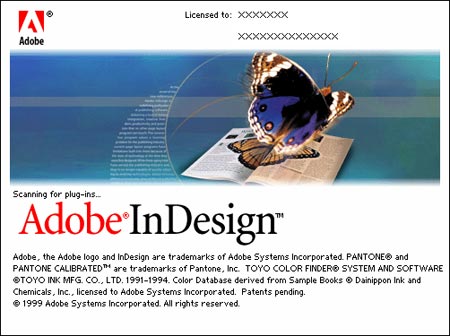 Adobe®
Licensed to: XXXXXXX
XXXXXXXXXXXXXX
Scanning for plug-ins...
Adobe® InDesign™
Adobe, the Adobe logo and InDesign are trademarks of Adobe Systems Incorporated. PANTONE® and
PANTONE CALIBRATED™ are trademarks of Pantone, Inc. TOYO COLOR FINDER® SYSTEM AND SOFTWARE
©TOYO INK MFG. CO., LTD. 1991-1994. Color Database derived from Sample Books © Dainippon Ink and
Chemicals, Inc., licensed to Adobe Systems Incorporated. Patents pending.
© 1999 Adobe Systems Incorporated. All rights reserved.